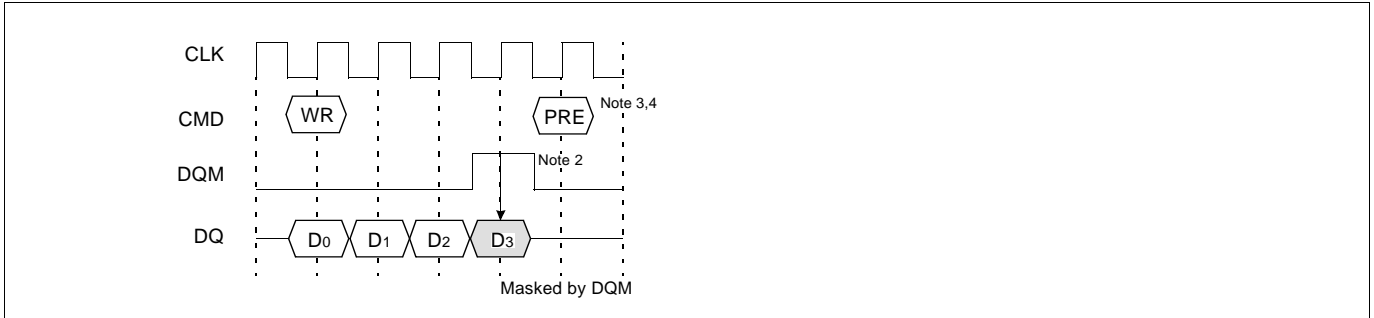 CLK
CMD
WR
PRE
Note 3,4
DQM
Note 2
DQ
D0
D1
D2
D3
Masked by DQM